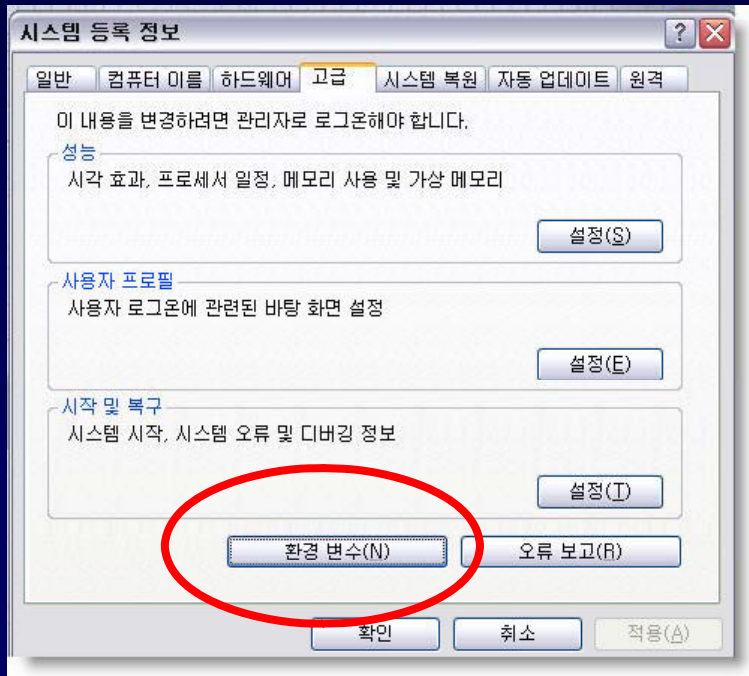 시스템 등록 정보
일반 컴퓨터 이름 하드웨어 고급 시스템 복원 자동 업데이트 원격
이 내용을 변경하려면 관리자로 로그온해야 합니다.
성능
시각 효과, 프로세서 일정, 메모리 사용 및 가상 메모리
설정(S)
사용자 프로필
사용자 로그온에 관련된 바탕 화면 설정
설정(E)
시작 및 복구
시스템 시작, 시스템 오류 및 디버깅 정보
설정(T)
환경 변수(N) 오류 보고(R)
확인 취소 적용(A)